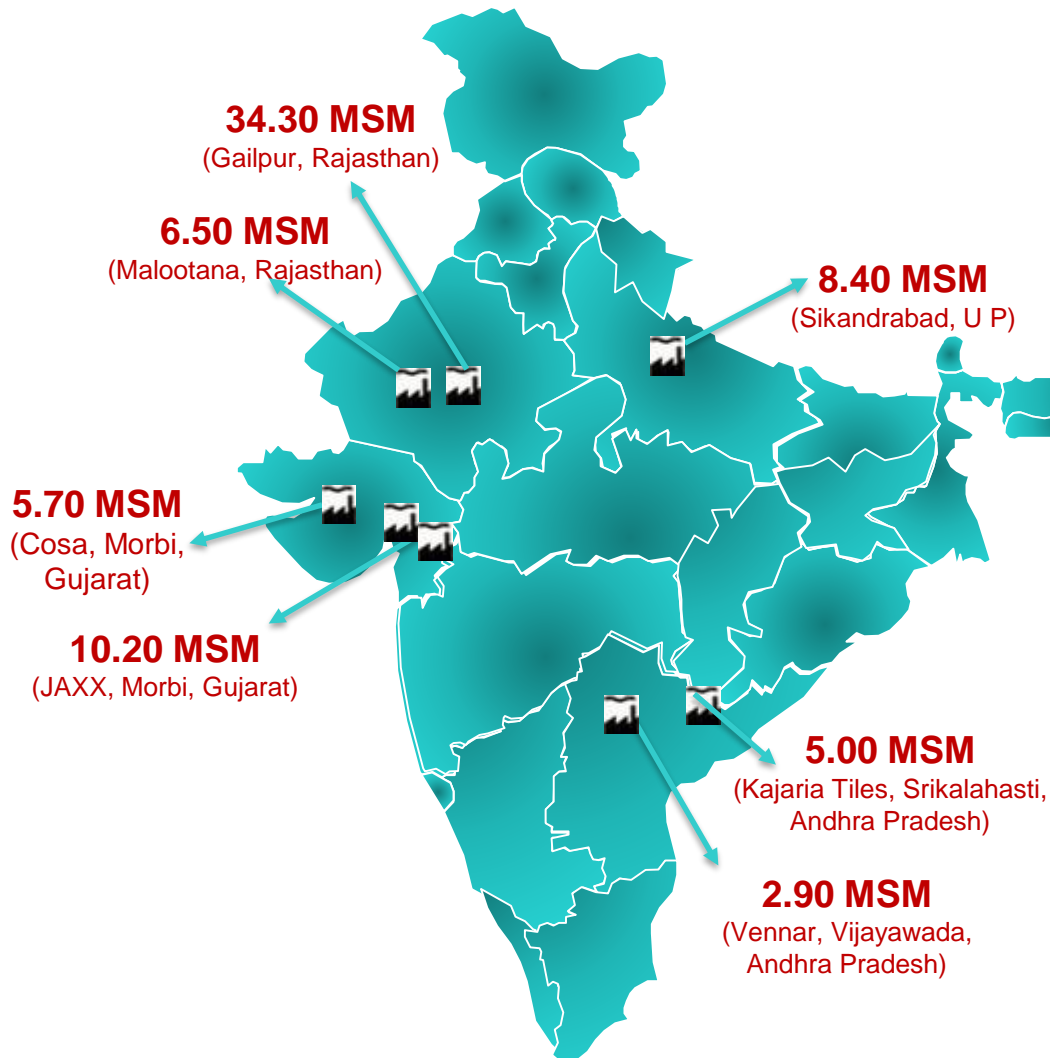 34.30 MSM
(Gailpur, Rajasthan)
6.50 MSM
(Malootana, Rajasthan)
8.40 MSM
(Sikandrabad, U P)
5.70 MSM
(Cosa, Morbi,
Gujarat)
10.20 MSM
(JAXX, Morbi, Gujarat)
5.00 MSM
(Kajaria Tiles, Srikalahasti,
Andhra Pradesh)
2.90 MSM
(Vennar, Vijayawada,
Andhra Pradesh)